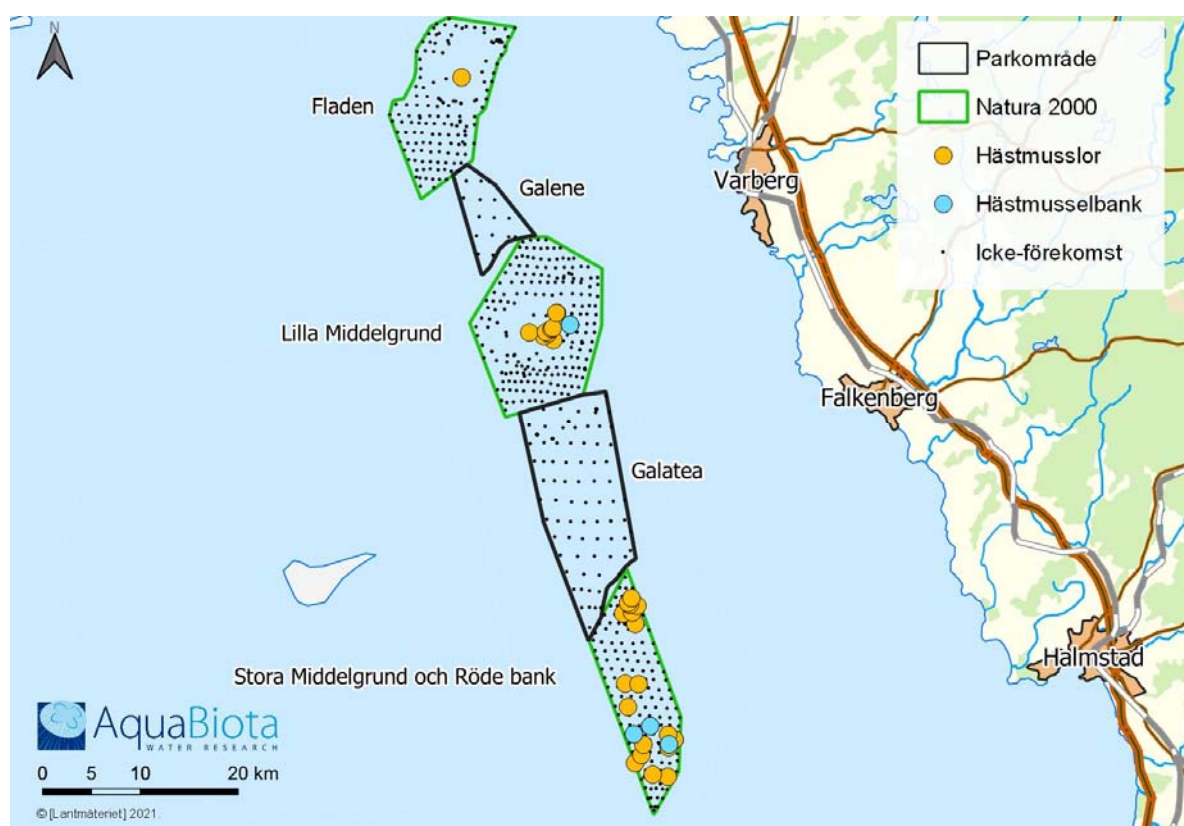 N
Fladen
Galene
Lilla Middelgrund
Galatea
Stora Middelgrund och Röde bank
Varberg
Falkenberg
Halmstad
Parkområde
Natura 2000
Hästmusslor
Hästmusselbank
Icke-förekomst
AquaBiota
WATER RESEARCH
0 5 10 20 km
© [Lantmäteriet] 2021.